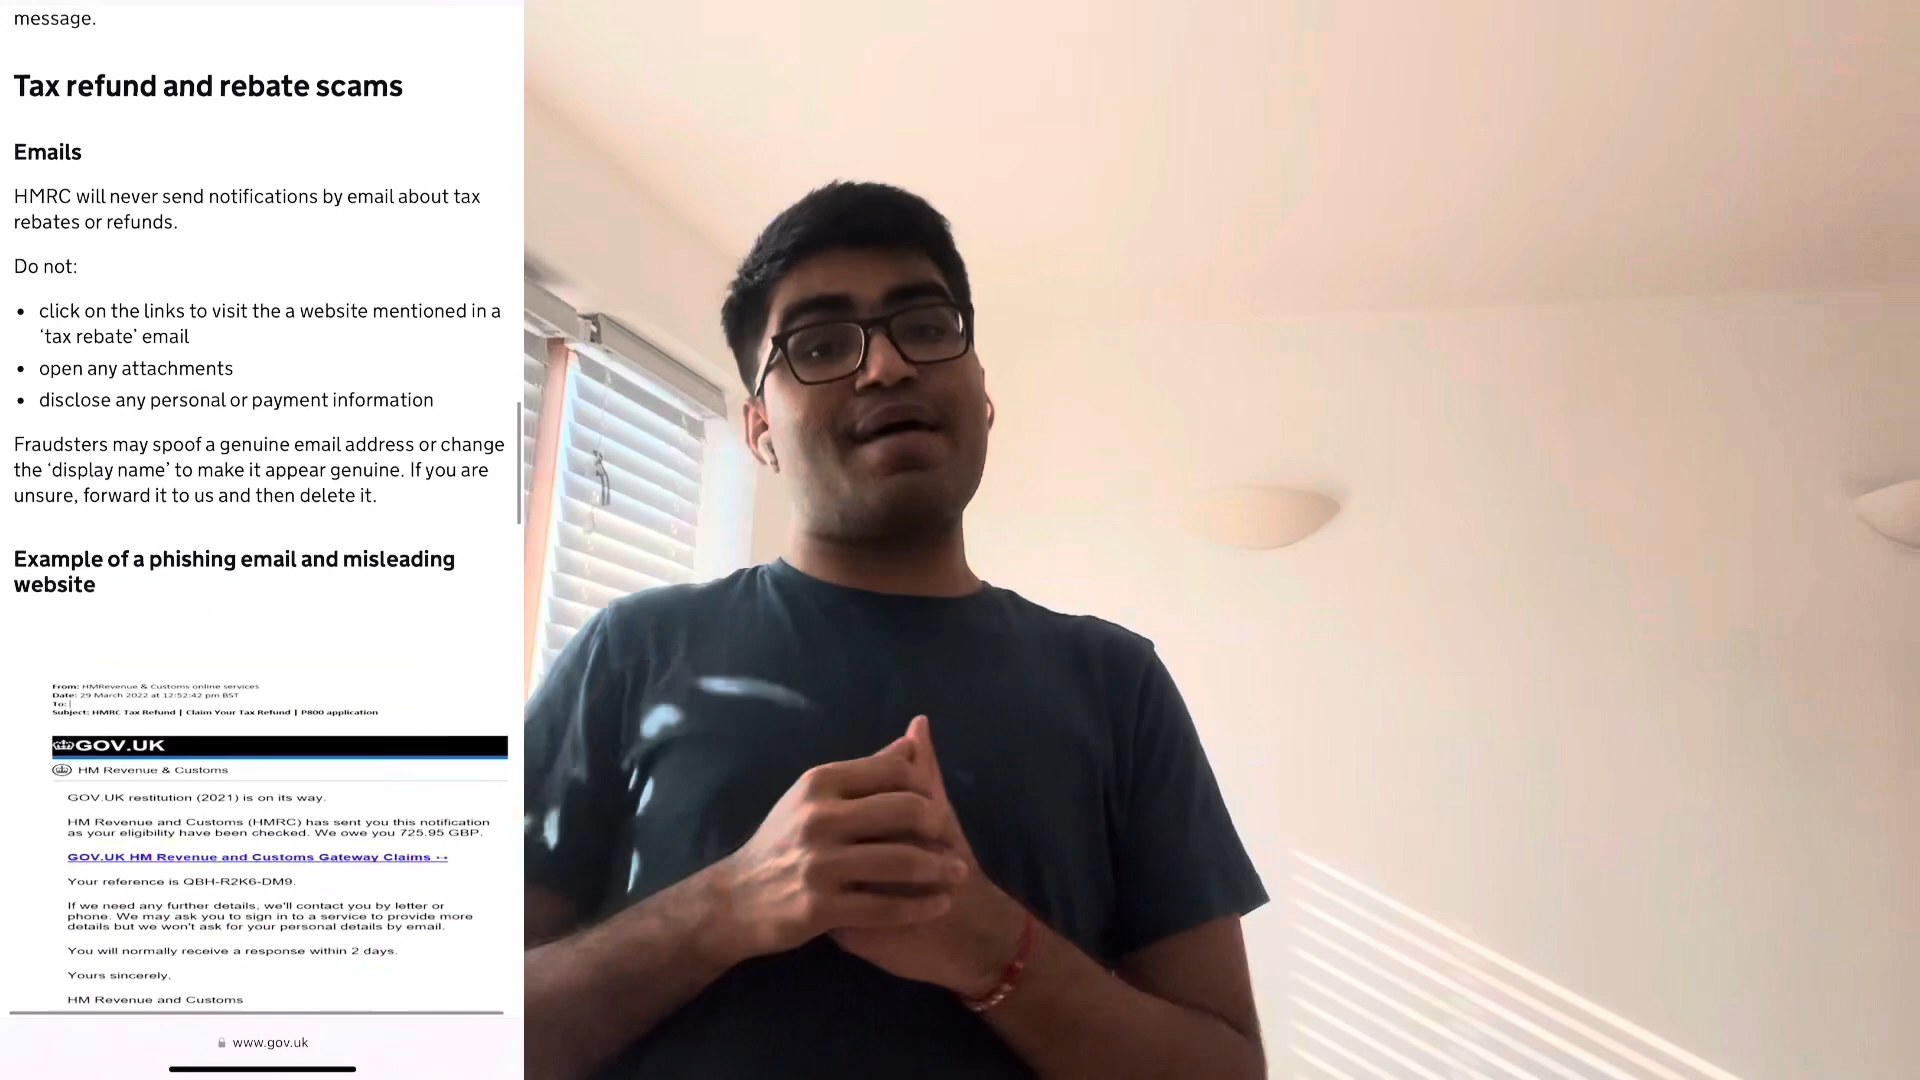 message.
Tax refund and rebate scams
Emails
HMRC will never send notifications by email about tax
rebates or refunds.
Do not:
• click on the links to visit the a website mentioned in a
‘tax rebate’ email
• open any attachments
• disclose any personal or payment information
Fraudsters may spoof a genuine email address or change
the ‘display name’ to make it appear genuine. If you are
unsure, forward it to us and then delete it.
Example of a phishing email and misleading
website
From: HMRevenue & Customs online services
Date: 29 March 2022 at 12:52:42 pm BST
To:
Subject: HMRC Tax Refund | Claim Your Tax Refund | P800 application
GOV.UK
HM Revenue & Customs
GOV.UK restitution (2021) is on its way.
HM Revenue and Customs (HMRC) has sent you this notification
as your eligibility have been checked. We owe you 725.95 GBP.
GOV.UK HM Revenue and Customs Gateway Claims --
Your reference is QBH-R2K6-DM9.
If we need any further details, we'll contact you by letter or
phone. We may ask you to sign in to a service to provide more
details but we won't ask for your personal details by email.
You will normally receive a response within 2 days.
Yours sincerely,
HM Revenue and Customs
www.gov.uk